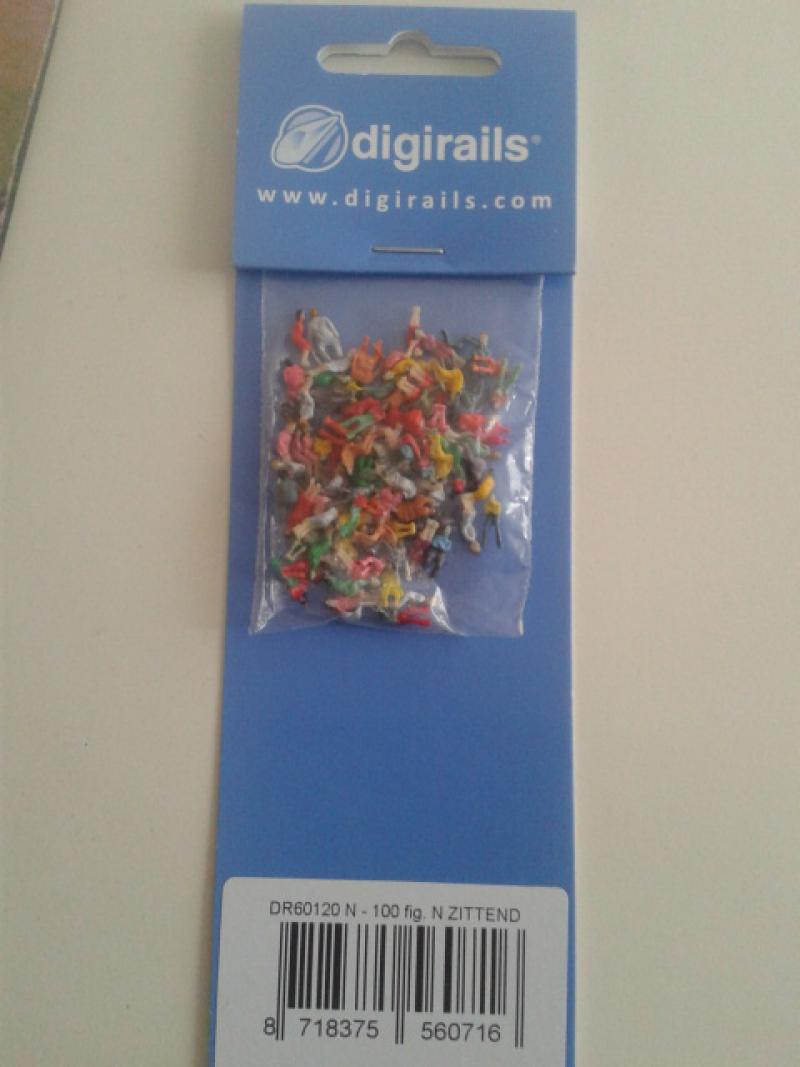 digirails®
www.digirails.com
DR60120 N - 100 fig. N ZITTEND
8 718375 560716